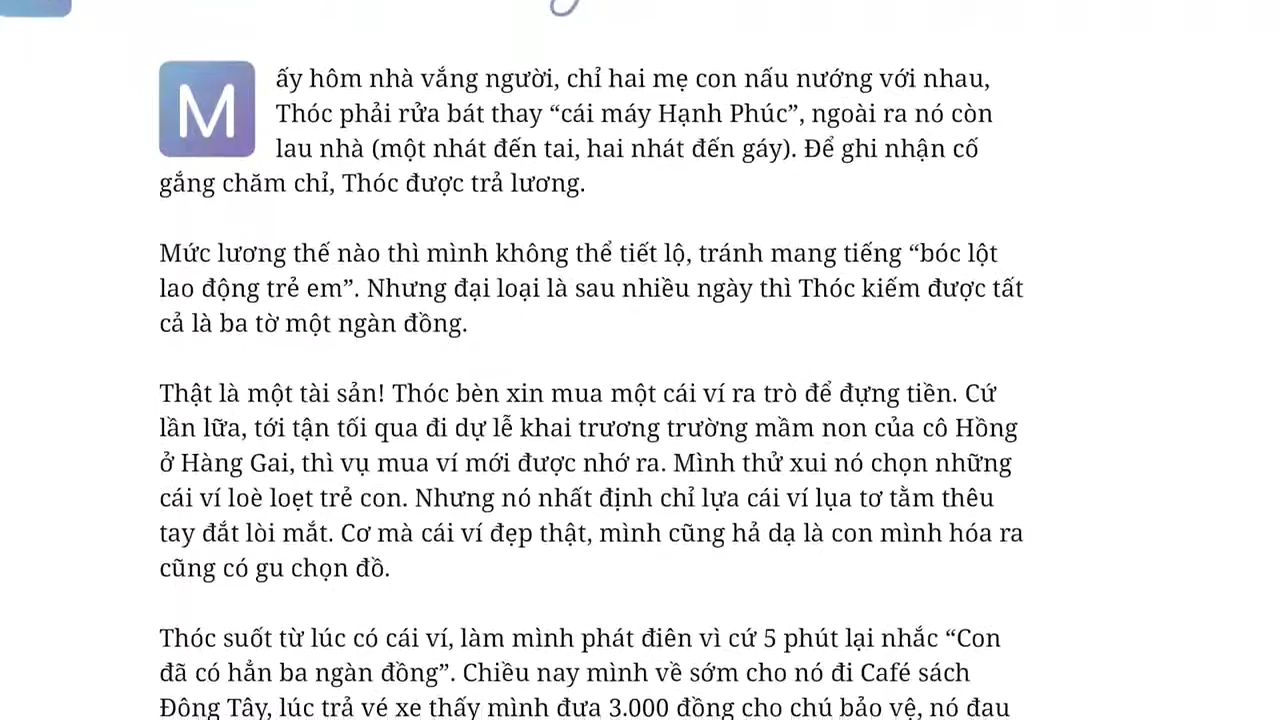 Mấy hôm nhà vắng người, chỉ hai mẹ con nấu nướng với nhau,
Thóc phải rửa bát thay “cái máy Hạnh Phúc”, ngoài ra nó còn
lau nhà (một nhát đến tai, hai nhát đến gáy). Để ghi nhận cố
gắng chăm chỉ, Thóc được trả lương.
Mức lương thế nào thì mình không thể tiết lộ, tránh mang tiếng “bóc lột
lao động trẻ em”. Nhưng đại loại là sau nhiều ngày thì Thóc kiếm được tất
cả là ba tờ một ngàn đồng.
Thật là một tài sản! Thóc bèn xin mua một cái ví ra trò để đựng tiền. Cứ
lần lữa, tới tận tối qua đi dự lễ khai trương trường mầm non của cô Hồng
ở Hàng Gai, thì vụ mua ví mới được nhớ ra. Mình thử xui nó chọn những
cái ví loè loẹt trẻ con. Nhưng nó nhất định chỉ lựa cái ví lụa tơ tằm thêu
tay đắt lòi mắt. Cơ mà cái ví đẹp thật, mình cũng hả dạ là con mình hóa ra
cũng có gu chọn đồ.
Thóc suốt từ lúc có cái ví, làm mình phát điên vì cứ 5 phút lại nhắc “Con
đã có hẳn ba ngàn đồng”. Chiều nay mình về sớm cho nó đi Café sách
Đông Tây, lúc trả vé xe thấy mình đưa 3.000 đồng cho chú bảo vệ, nó đau